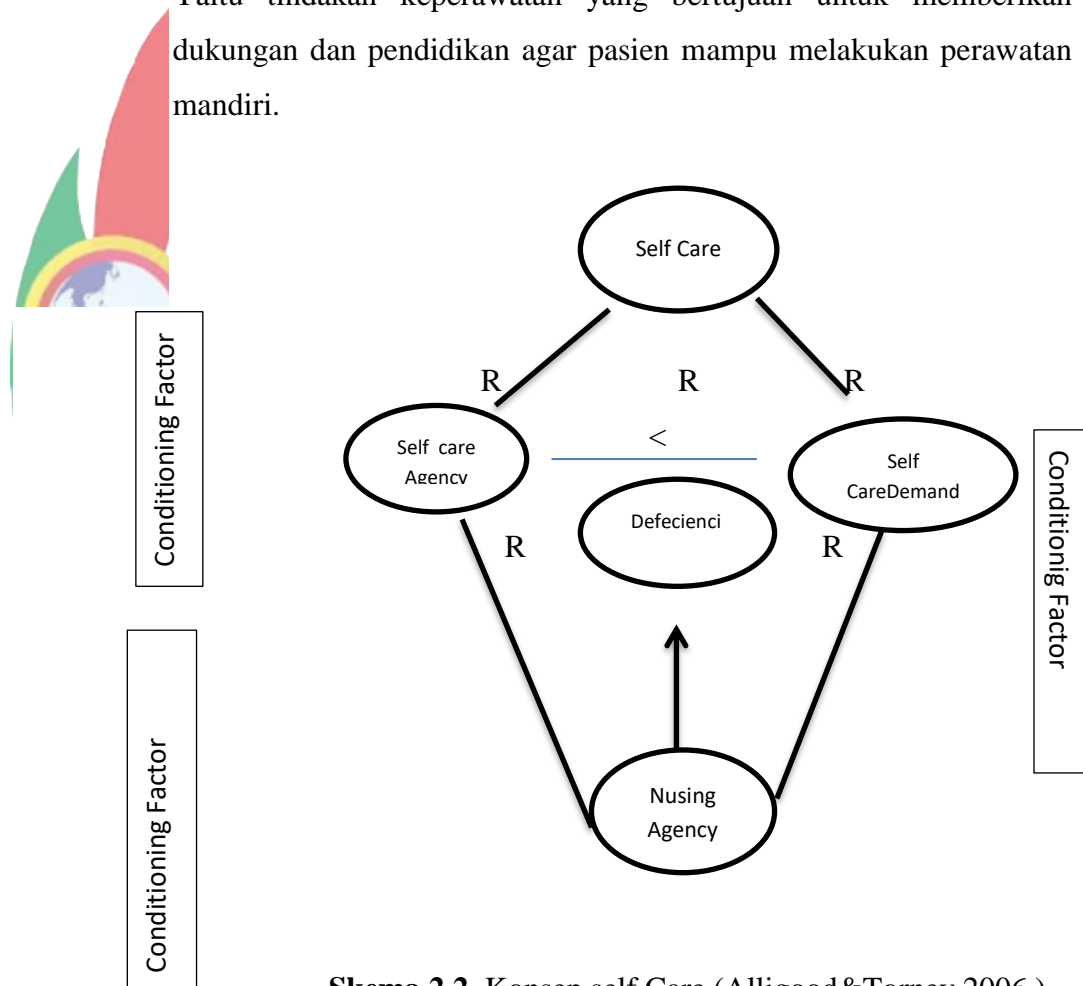 Yaitu tindakan keperawatan yang bertujuan untuk memberikan
dukungan dan pendidikan agar pasien mampu melakukan perawatan
mandiri.
Self Care
Conditioning Factor
R R R
<
Self care
Agency
Self
CareDemand
Conditionig Factor
Defecienci
R R
Nusing
Agency
Conditioning Factor
Skema 2.2 Konsep self Care (Alligood&Tomey 2006 )